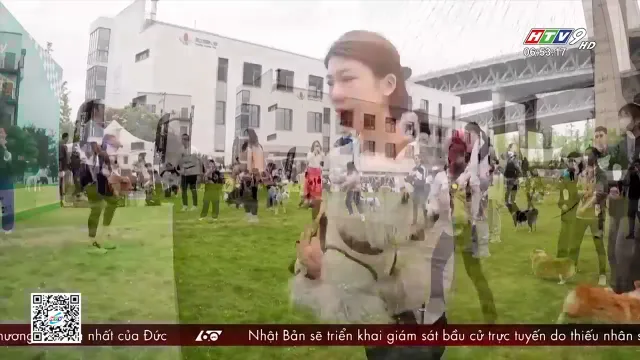 HTV9 HD
06:53:17
hương
nhất của Đức
Nhật Bản sẽ triển khai giám sát bầu cử trực tuyến do thiếu nhân s